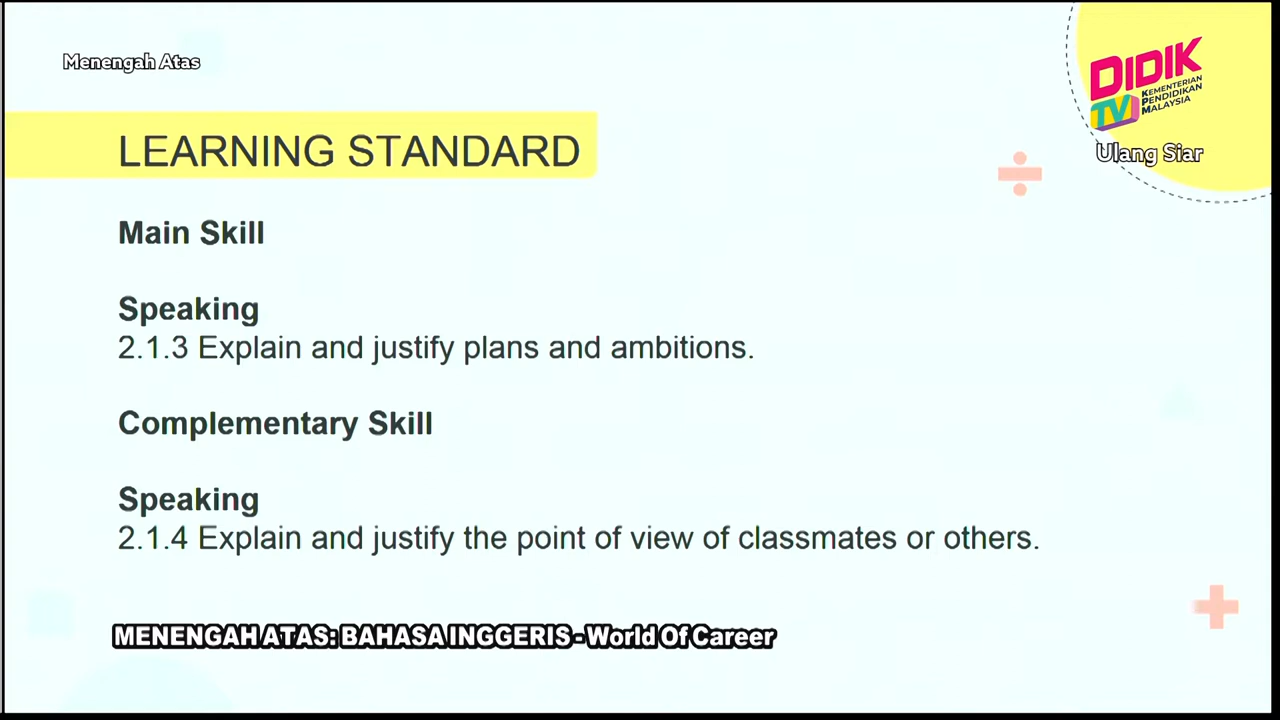 Menengah Atas
DIDIK
TV
KEMENTERIAN
PENDIDIKAN
MALAYSIA
Ulang Siar
LEARNING STANDARD
Main Skill
Speaking
2.1.3 Explain and justify plans and ambitions.
Complementary Skill
Speaking
2.1.4 Explain and justify the point of view of classmates or others.
MENENGAH ATAS: BAHASA INGGERIS - World Of Career